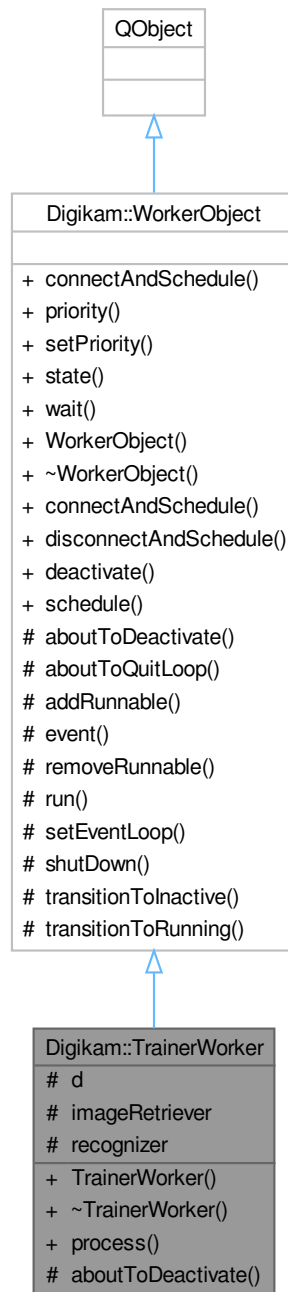 QObject
Digikam::WorkerObject
+ connectAndSchedule()
+ priority()
+ setPriority()
+ state()
+ wait()
+ WorkerObject()
+ ~WorkerObject()
+ connectAndSchedule()
+ disconnectAndSchedule()
+ deactivate()
+ schedule()
# aboutToDeactivate()
# aboutToQuitLoop()
# addRunnable()
# event()
# removeRunnable()
# run()
# setEventLoop()
# shutDown()
# transitionToInactive()
# transitionToRunning()
Digikam::TrainerWorker
# d
# imageRetriever
# recognizer
+ TrainerWorker()
+ ~TrainerWorker()
+ process()
# aboutToDeactivate()